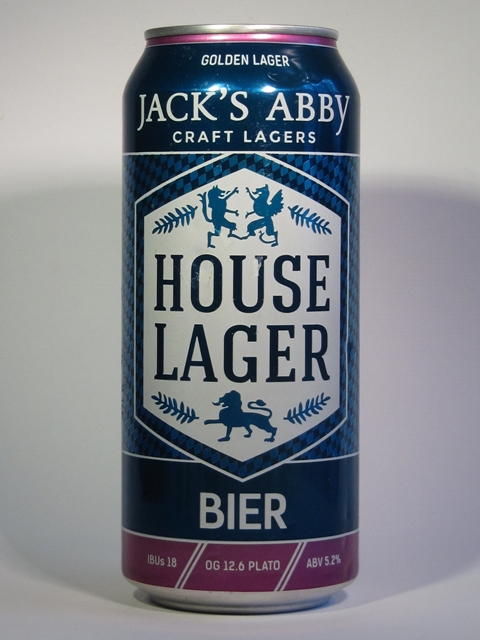 GOLDEN LAGER
JACK'S ABBY
CRAFT LAGERS
HOUSE
LAGER
BIER
IBUs 18 / OG 12.6 PLATO / ABV 5.2%